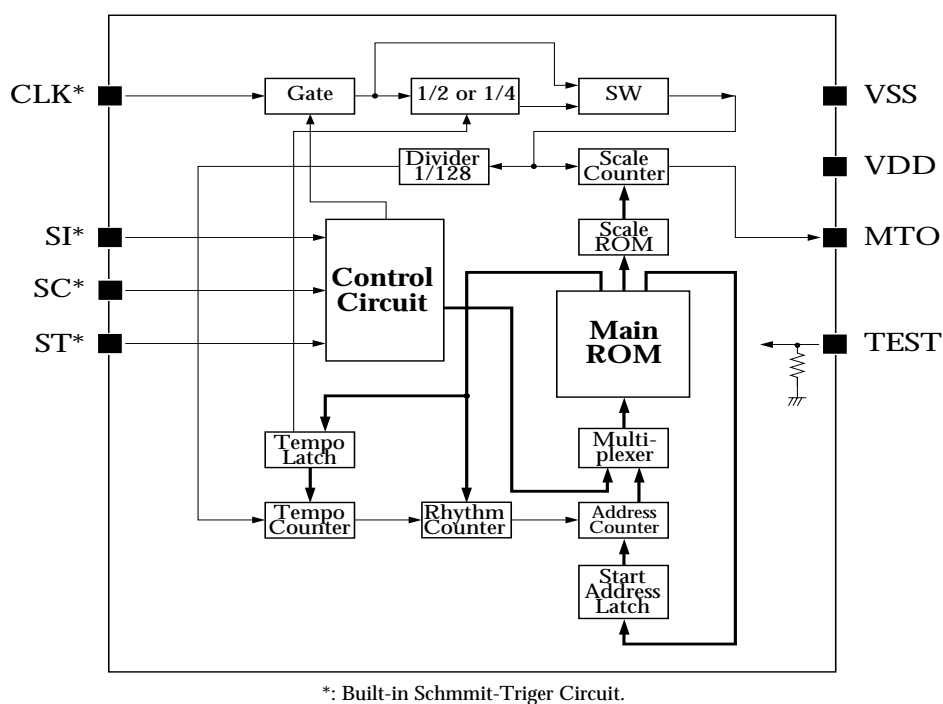 CLK*
Gate
1/2 or 1/4
SW
VSS
Divider
1/128
Scale
Counter
VDD
SI*
Scale
ROM
MTO
SC*
Control
Circuit
ST*
Main
ROM
TEST
Tempo
Latch
Multi-
plexer
Tempo
Counter
Rhythm
Counter
Address
Counter
Start
Address
Latch
*: Built-in Schmmit-Triger Circuit.